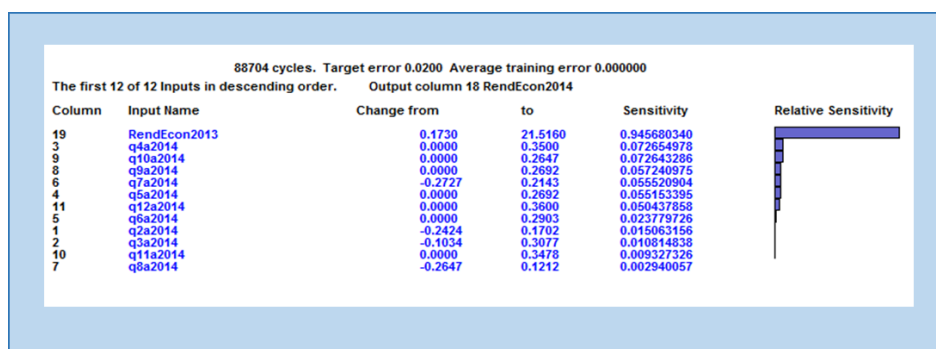 88704 cycles. Target error 0.0200 Average training error 0.000000
The first 12 of 12 Inputs in descending order. Output column 18 RendEcon2014
Column Input Name Change from to Sensitivity Relative Sensitivity
19 RendEcon2013 0.1730 21.5160 0.945680340
3 q4a2014 0.0000 0.3500 0.072654978
9 q10a2014 0.0000 0.2647 0.072643286
8 q9a2014 0.0000 0.2692 0.057240975
6 q7a2014 -0.2727 0.2143 0.055520904
4 q5a2014 0.0000 0.2692 0.055153395
11 q12a2014 0.0000 0.3600 0.050437858
5 q6a2014 0.0000 0.2903 0.023779726
1 q2a2014 -0.2424 0.1702 0.015063156
2 q3a2014 -0.1034 0.3077 0.010814838
10 q11a2014 0.0000 0.3478 0.009327326
7 q8a2014 -0.2647 0.1212 0.002940057